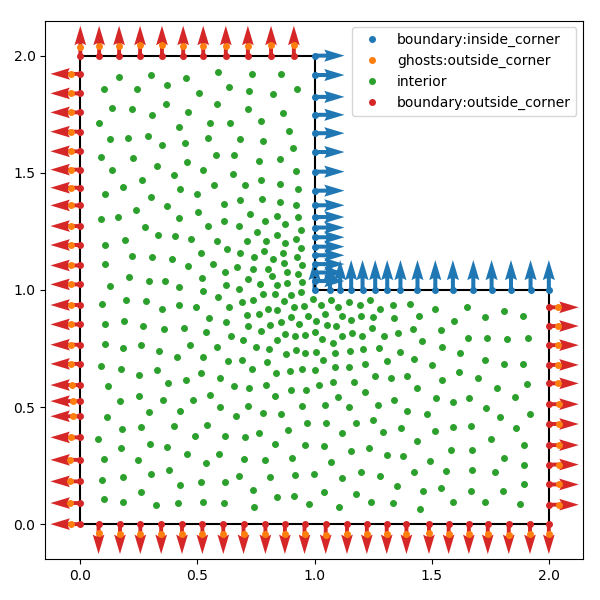 boundary:inside_corner
ghosts:outside_corner
interior
boundary:outside_corner
2.0
1.5
1.0
0.5
0.0
0.0 0.5 1.0 1.5 2.0